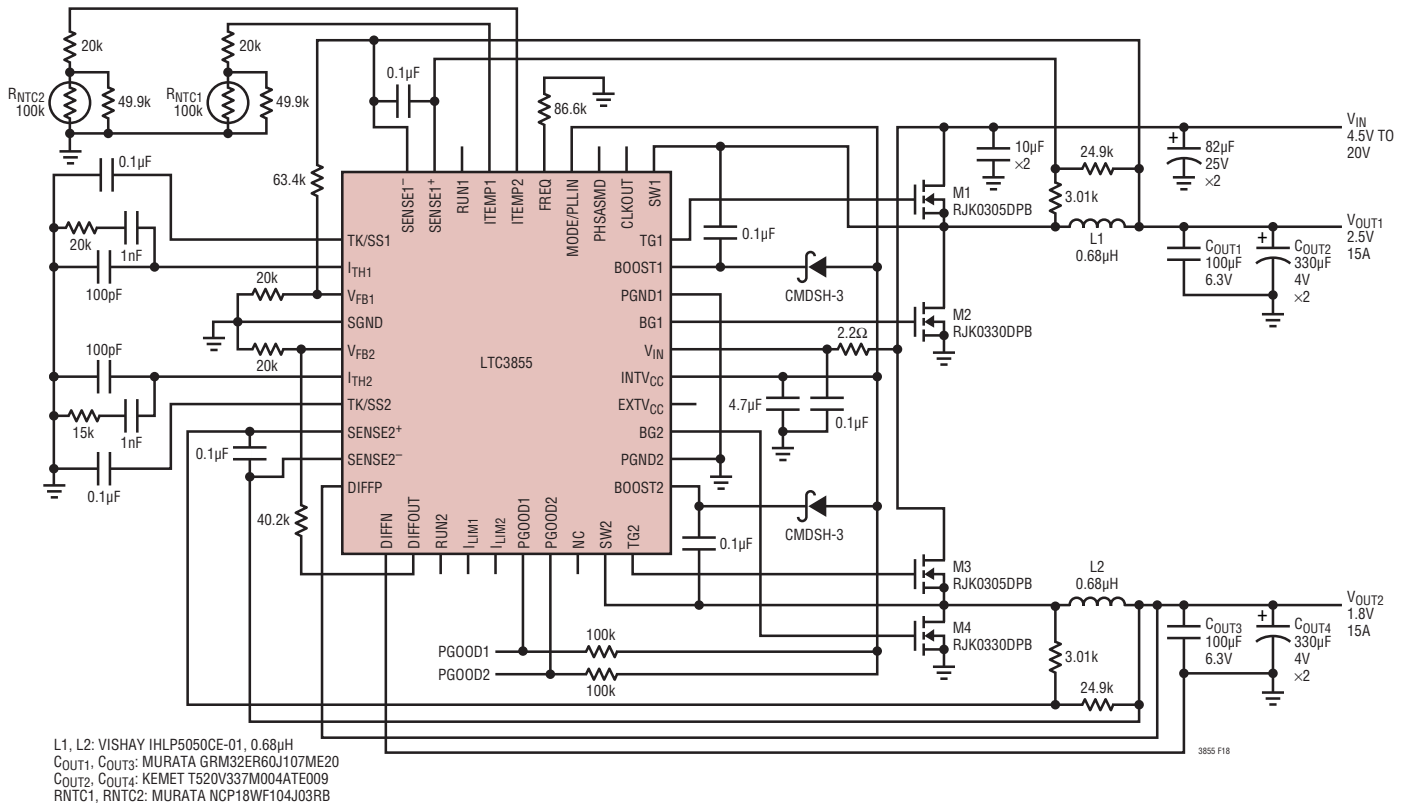 20k
20k
0.1µF
RNTC2
100k
49.9k
RNTC1
100k
49.9k
86.6k
VIN
4.5V TO
20V
0.1µF
63.4k
10µF
×2
24.9k
82µF
25V
×2
3.01k
SENSE1–
SENSE1+
RUN1
ITEMP1
ITEMP2
FREQ
MODE/PLLIN
PHSASMD
CLKOUT
SW1
M1
RJK0305DPB
20k
1nF
100pF
TK/SS1
ITH1
VFB1
SGND
VFB2
ITH2
TK/SS2
SENSE2+
SENSE2–
DIFFP
LTC3855
TG1
BOOST1
PGND1
BG1
VIN
INTVCC
EXTVCC
BG2
PGND2
BOOST2
0.1µF
CMDSH-3
L1
0.68µH
COUT1
100µF
6.3V
COUT2
330µF
4V
×2
VOUT1
2.5V
15A
20k
20k
M2
RJK0330DPB
2.2Ω
100pF
15k
1nF
0.1µF
4.7µF
0.1µF
0.1µF
40.2k
DIFFN
DIFFOUT
RUN2
ILIM1
ILIM2
PGOOD1
PGOOD2
NC
SW2
TG2
0.1µF
CMDSH-3
M3
RJK0305DPB
L2
0.68µH
VOUT2
1.8V
15A
M4
RJK0330DPB
COUT3
100µF
6.3V
COUT4
330µF
4V
×2
PGOOD1
100k
PGOOD2
100k
3.01k
24.9k
L1, L2: VISHAY IHLP5050CE-01, 0.68µH
COUT1, COUT3: MURATA GRM32ER60J107ME20
COUT2, COUT4: KEMET T520V337M004ATE009
RNTC1, RNTC2: MURATA NCP18WF104J03RB
3855 F18